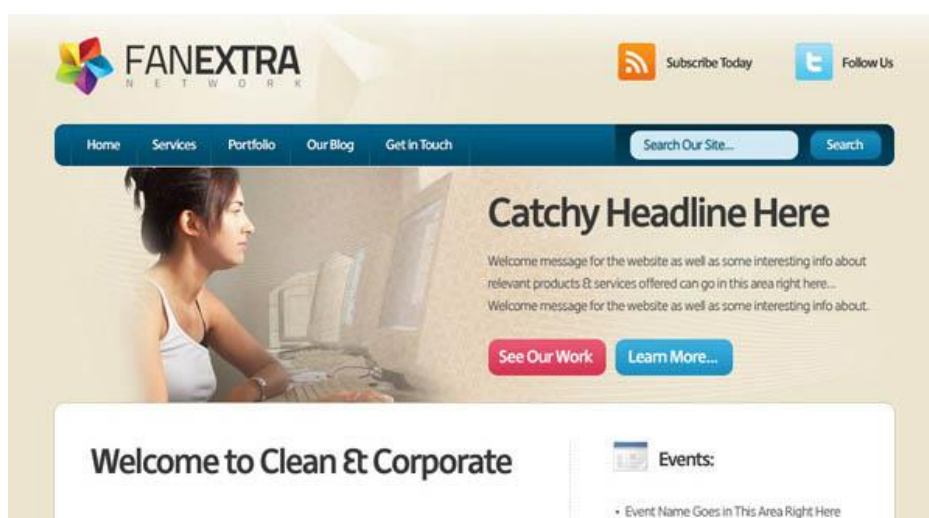 FANEXTRA
NETWORK
Subscribe Today
Follow Us
Home Services Portfolio Our Blog Get in Touch
Search Our Site...
Search
Catchy Headline Here
Welcome message for the website as well as some interesting info about
relevant products & services offered can go in this area right here...
Welcome message for the website as well as some interesting info about.
See Our Work
Learn More...
Welcome to Clean & Corporate
Events:
• Event Name Goes in This Area Right Here